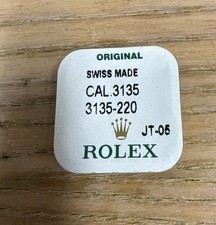 ORIGINAL
SWISS MADE
CAL.3135
3135-220
JT-05
ROLEX